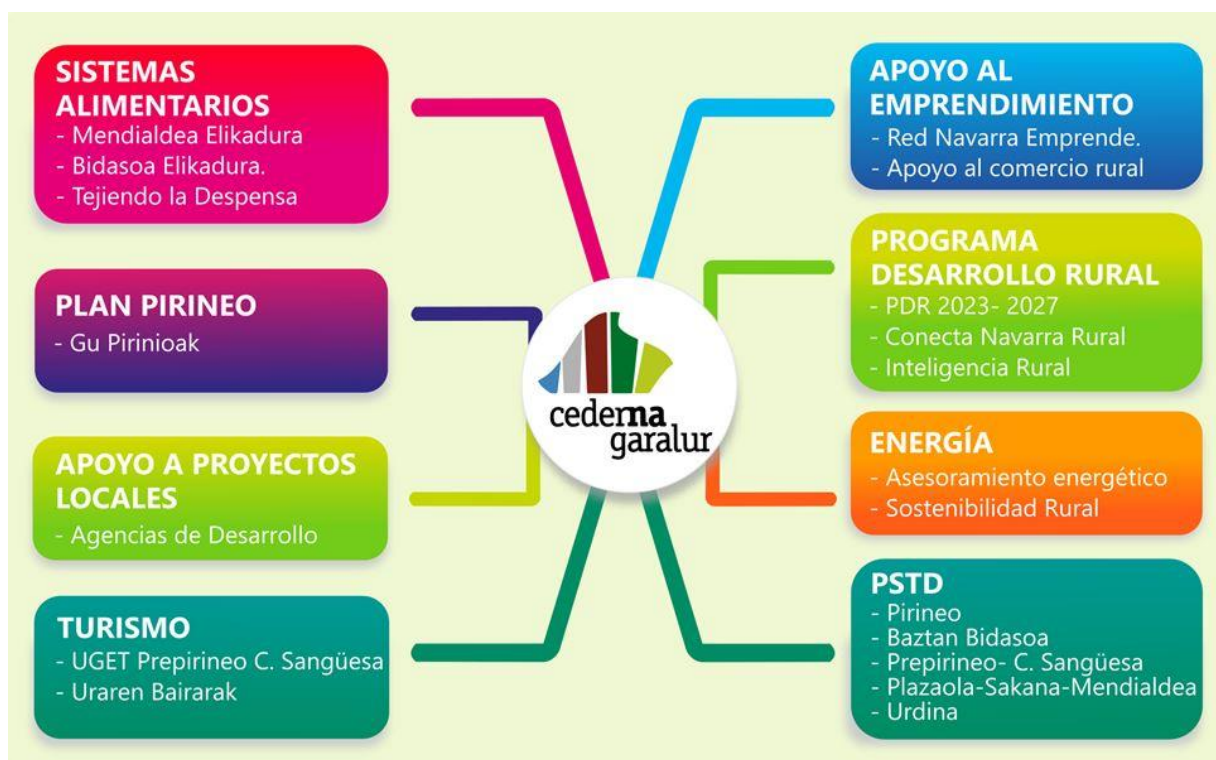 SISTEMAS
ALIMENTARIOS
- Mendialdea Elikadura
- Bidasoa Elikadura.
- Tejiendo la Despensa
PLAN PIRINEO
- Gu Pirinioak
APOYO A PROYECTOS
LOCALES
- Agencias de Desarrollo
TURISMO
- UGET Prepirineo C. Sangüesa
- Uraren Bairarak
cederna
garalur
APOYO AL
EMPRENDIMIENTO
- Red Navarra Emprende.
- Apoyo al comercio rural
PROGRAMA
DESARROLLO RURAL
- PDR 2023- 2027
- Conecta Navarra Rural
- Inteligencia Rural
ENERGÍA
- Asesoramiento energético
- Sostenibilidad Rural
PSTD
- Pirineo
- Baztan Bidasoa
- Prepirineo- C. Sangüesa
- Plazaola-Sakana-Mendialdea
- Urdina